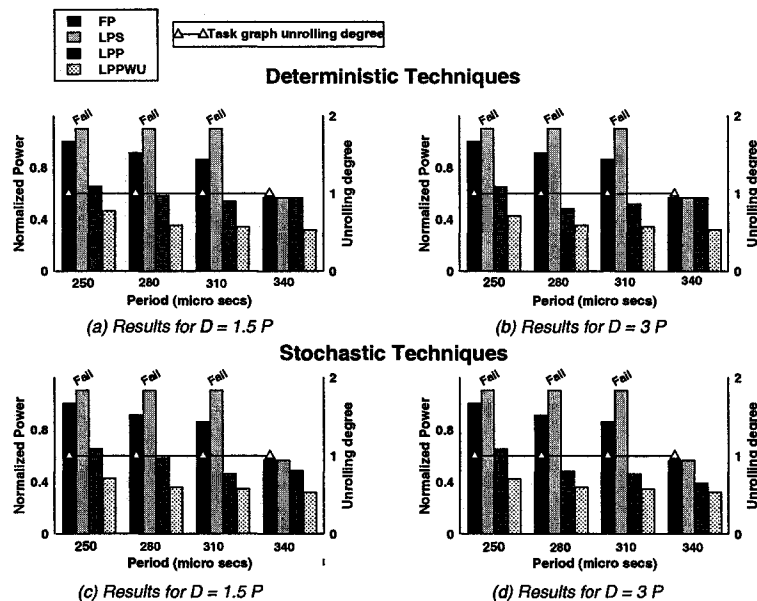 FP
LPS
LPP
LPPWU
Task graph unrolling degree
Deterministic Techniques
Normalized Power
0.8
0.4
0
Fail
Fail
Fail
2
1
0
Unrolling degree
250 280 310 340
Period (micro secs)
(a) Results for D = 1.5 P
Normalized Power
0.8
0.4
0
Fail
Fail
Fail
2
1
0
Unrolling degree
250 280 310 340
Period (micro secs)
(b) Results for D = 3 P
Stochastic Techniques
Normalized Power
0.8
0.4
0
Fail
Fail
Fail
2
1
0
Unrolling degree
250 280 310 340
Period (micro secs)
(c) Results for D = 1.5 P
Normalized Power
0.8
0.4
0
Fail
Fail
Fail
2
1
0
Unrolling degree
250 280 310 340
Period (micro secs)
(d) Results for D = 3 P